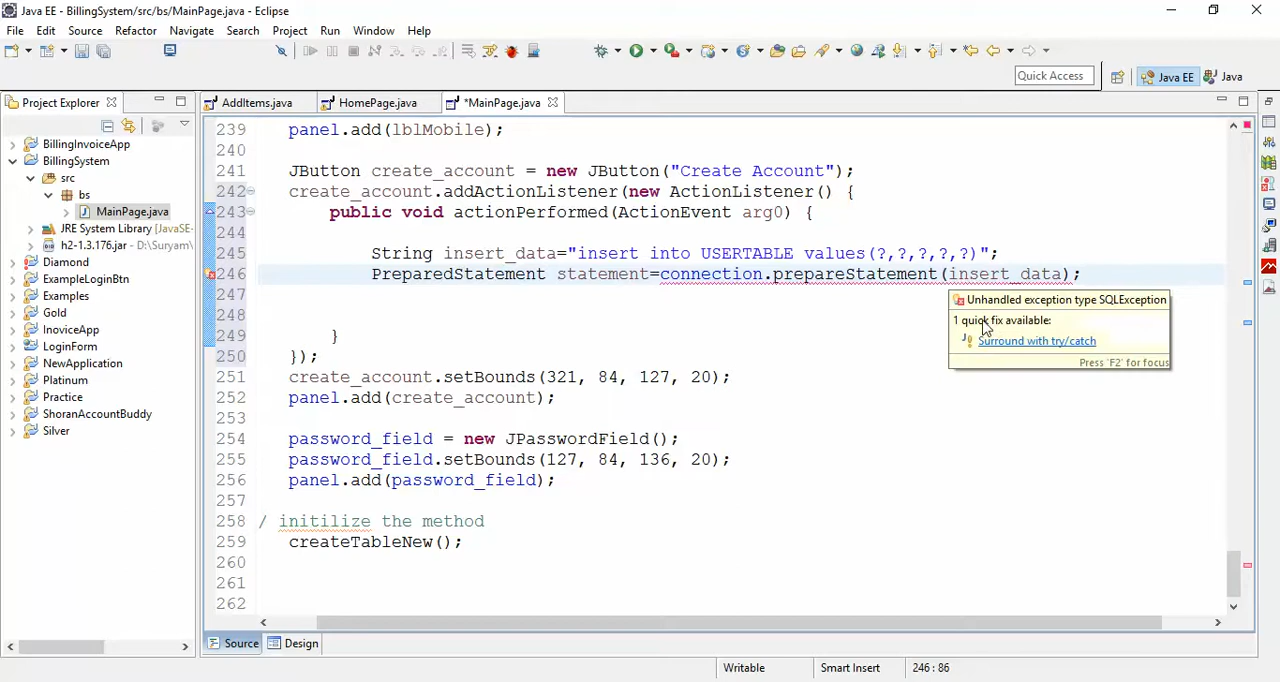 Java EE - BillingSystem/src/bs/MainPage.java - Eclipse
File Edit Source Refactor Navigate Search Project Run Window Help
Quick Access
Java EE
Java
Project Explorer
AddItems.java
HomePage.java
*MainPage.java
BillingInvoiceApp
BillingSystem
src
bs
MainPage.java
JRE System Library [JavaSE-
h2-1.3.176.jar - D:\Suryam\
Diamond
ExampleLoginBtn
Examples
Gold
InoviceApp
LoginForm
NewApplication
Platinum
Practice
ShoranAccountBuddy
Silver
239 panel.add(lblMobile);
240
241 JButton create_account = new JButton("Create Account");
242 create_account.addActionListener(new ActionListener() {
243 public void actionPerformed(ActionEvent arg0) {
244
245 String insert_data="insert into USERTABLE values(?,?,?,?,?)";
246 PreparedStatement statement=connection.prepareStatement(insert_data);
247
248
249 }
250 });
251 create_account.setBounds(321, 84, 127, 20);
252 panel.add(create_account);
253
254 password_field = new JPasswordField();
255 password_field.setBounds(127, 84, 136, 20);
256 panel.add(password_field);
257
258 / initilize the method
259 createTableNew();
260
261
262
Unhandled exception type SQLException
1 quick fix available:
Surround with try/catch
Press 'F2' for focus
Source
Design
Writable
Smart Insert
246 : 86